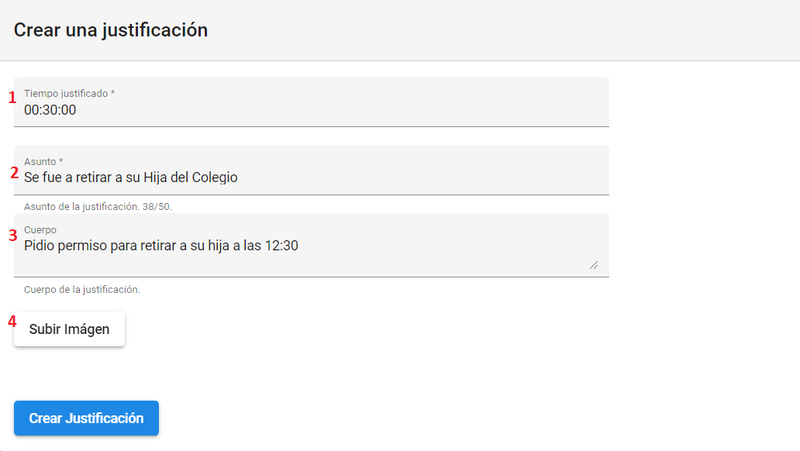 Crear una justificación
1
Tiempo justificado *
00:30:00
2
Asunto *
Se fue a retirar a su Hija del Colegio
Asunto de la justificación. 38/50.
3
Cuerpo
Pidio permiso para retirar a su hija a las 12:30
Cuerpo de la justificación.
4
Subir Imágen
Crear Justificación